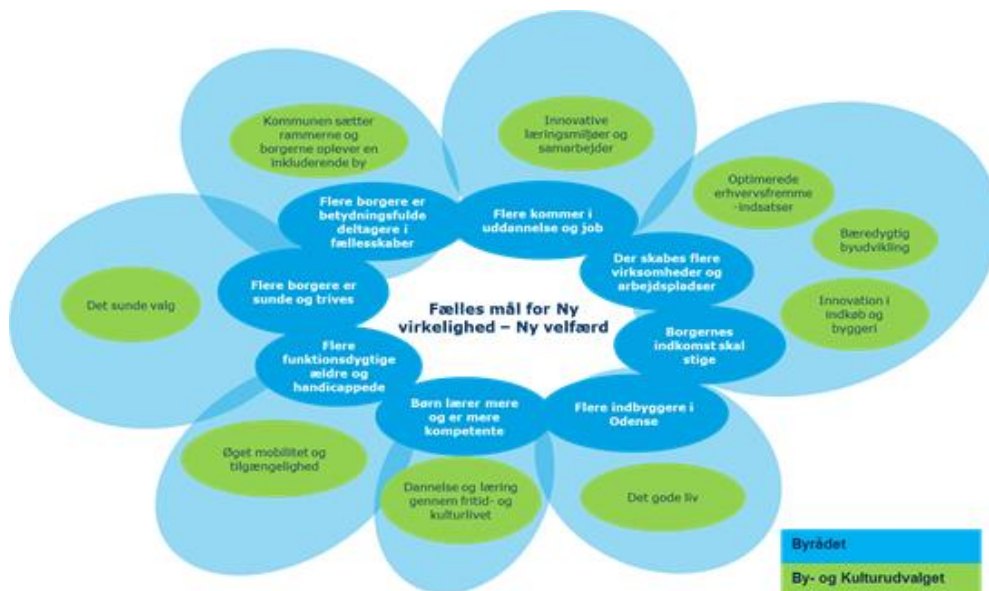 Kommunen sætter
rammerne og
borgerne oplever en
inkluderende by
Innovative
læringsmiljøer og
samarbejder
Optimerede
erhvervsfremme
-indsatser
Bæredygtig
byudvikling
Innovation i
indkøb og
byggeri
Flere borgere er
betydningsfulde
deltagere i
fællesskaber
Flere kommer i
uddannelse og job
Der skabes flere
virksomheder og
arbejdspladser
Det sunde valg
Flere borgere er
sunde og trives
Fælles mål for Ny
virkelighed – Ny velfærd
Borgernes
indkomst skal
stige
Flere
funktionsdygtige
ældre og
handicappede
Børn lærer mere
og er mere
kompetente
Flere indbyggere i
Odense
Øget mobilitet og
tilgængelighed
Dannelse og læring
gennem fritid- og
kulturlivet
Det gode liv
Byrådet
By- og Kulturudvalget